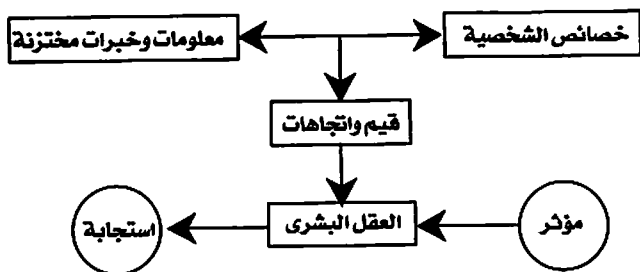 خصائص الشخصية
معلومات وخبرات مختزنة
قيم واتجاهات
مؤثر
العقل البشرى
استجابة